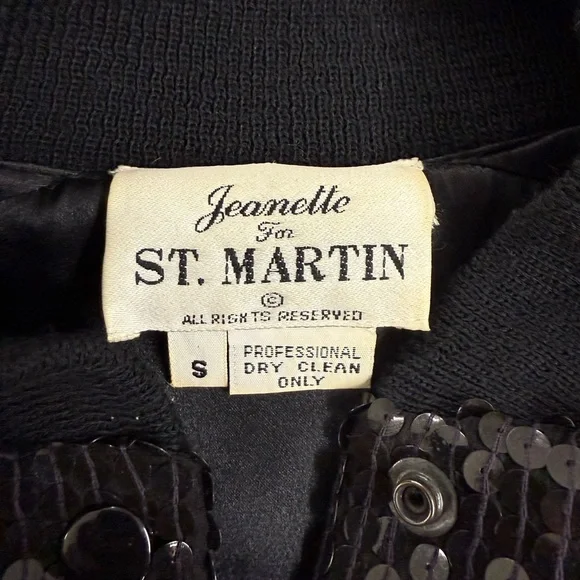 Jeanette
For
ST. MARTIN
©
ALL RIGHTS RESERVED
S
PROFESSIONAL
DRY CLEAN
ONLY